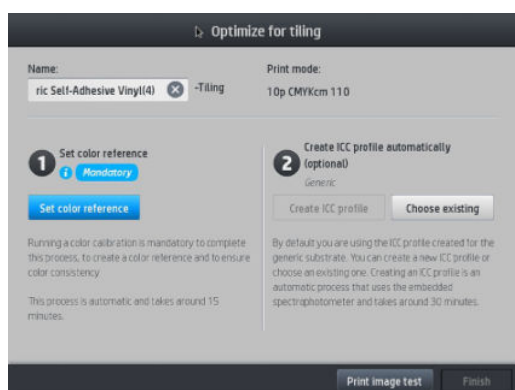 Optimize for tiling
Name:
ric Self-Adhesive Vinyl(4)
-Tiling
Print mode:
10p CMYKcm 110
1
Set color reference
i Mandatory
Set color reference
Running a color calibration is mandatory to complete
this process, to create a color reference and to ensure
color consistency
This process is automatic and takes around 15
minutes.
2
Create ICC profile automatically
(optional)
Generic
Create ICC profile
Choose existing
By default you are using the ICC profile created for the
generic substrate. You can create a new ICC profile or
choose an existing one. Creating an ICC profile is an
automatic process that uses the embedded
spectrophotometer and takes around 30 minutes.
Print image test
Finish